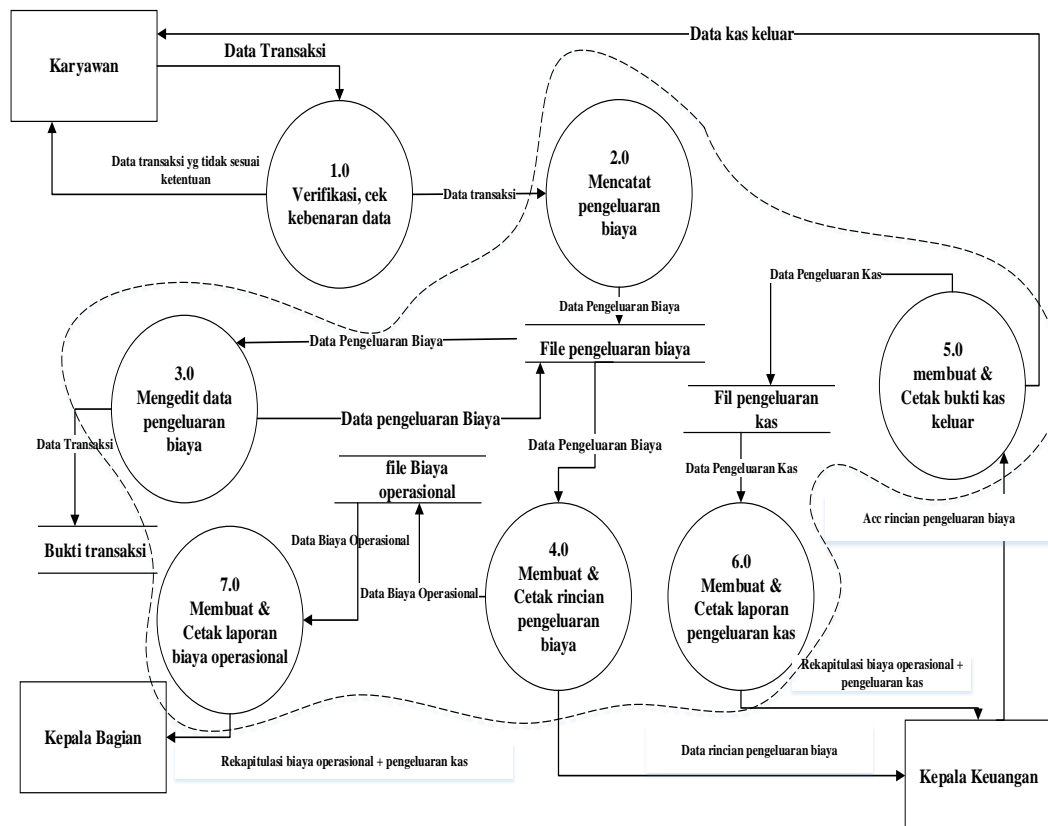 Data kas keluar
Karyawan
Data Transaksi
Data transaksi yg tidak sesuai
ketentuan
1.0
Verifikasi, cek
kebenaran data
Data transaksi
2.0
Mencatat
pengeluaran
biaya
Data Pengeluaran Kas
Data Pengeluaran Biaya
Data Pengeluaran Biaya
File pengeluaran biaya
5.0
membuat &
Cetak bukti kas
keluar
3.0
Mengedit data
pengeluaran
biaya
Data pengeluaran Biaya
Fil pengeluaran
kas
Data Transaksi
Data Pengeluaran Biaya
Data Pengeluaran Kas
file Biaya
operasional
Acc rincian pengeluaran biaya
Bukti transaksi
Data Biaya Operasional
4.0
Membuat &
Cetak rincian
pengeluaran
biaya
6.0
Membuat &
Cetak laporan
pengeluaran kas
7.0
Membuat &
Cetak laporan
biaya operasional
Data Biaya Operasional
Rekapitulasi biaya operasional +
pengeluaran kas
Kepala Bagian
Rekapitulasi biaya operasional + pengeluaran kas
Data rincian pengeluaran biaya
Kepala Keuangan